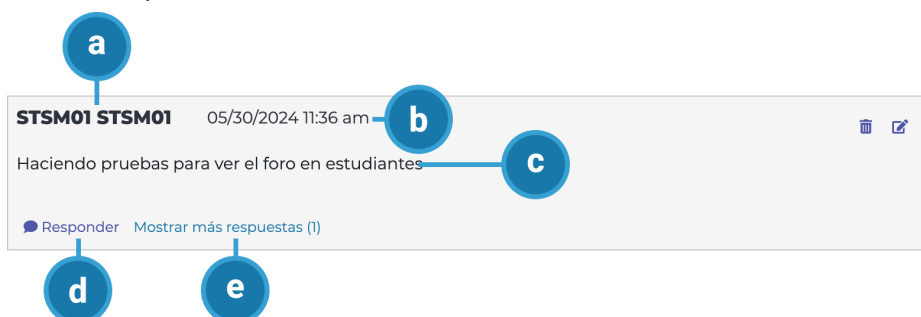 a
STSM01 STSM01 05/30/2024 11:36 am b
Haciendo pruebas para ver el foro en estudiantes c
Responder Mostrar más respuestas (1)
d e